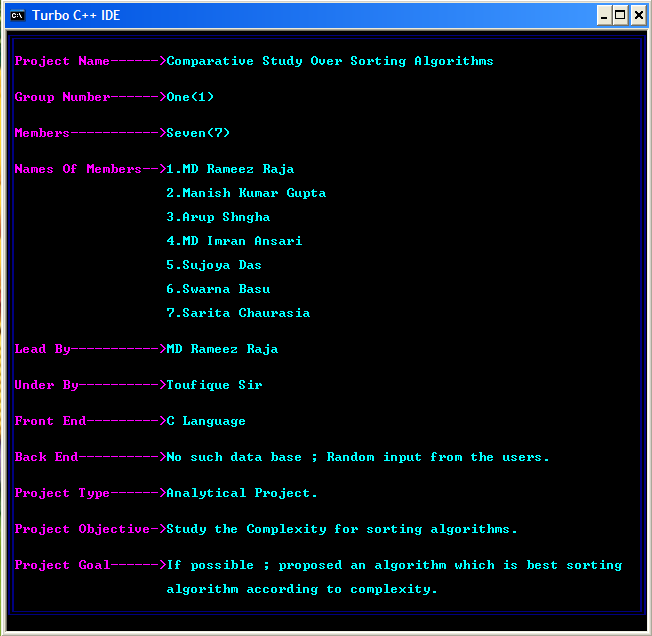 Turbo C++ IDE
Project Name------>Comparative Study Over Sorting Algorithms
Group Number------>One(1)
Members----------->Seven(7)
Names Of Members-->1.MD Rameez Raja
2.Manish Kumar Gupta
3.Arup Shngha
4.MD Imran Ansari
5.Sujoya Das
6.Swarna Basu
7.Sarita Chaurasia
Lead By----------->MD Rameez Raja
Under By---------->Toufique Sir
Front End--------->C Language
Back End---------->No such data base ; Random input from the users.
Project Type------>Analytical Project.
Project Objective->Study the Complexity for sorting algorithms.
Project Goal------>If possible ; proposed an algorithm which is best sorting
algorithm according to complexity.